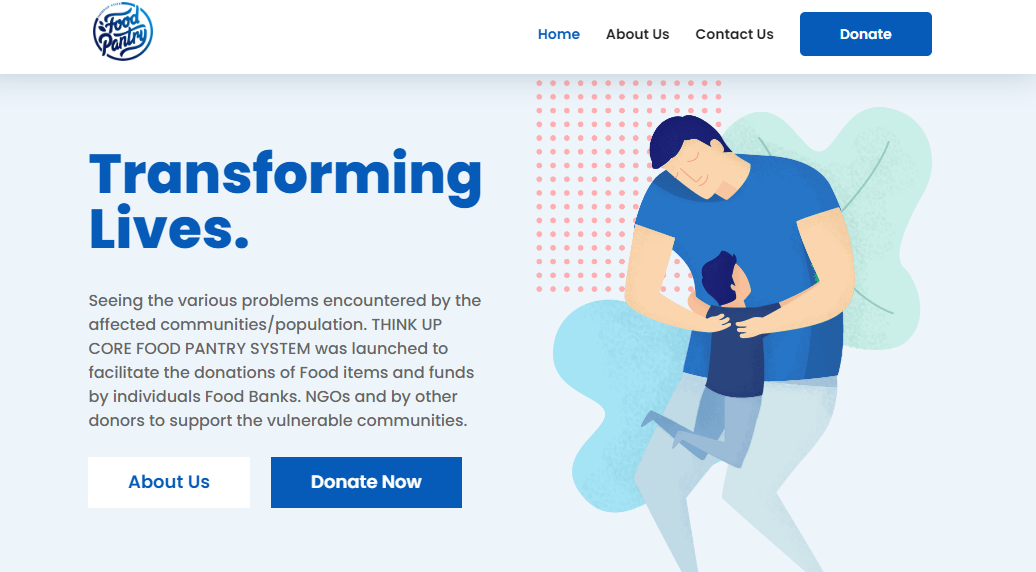 Food
Pantry
Home
About Us
Contact Us
Donate
Transforming
Lives.
Seeing the various problems encountered by the
affected communities/population. THINK UP
CORE FOOD PANTRY SYSTEM was launched to
facilitate the donations of Food items and funds
by individuals Food Banks. NGOs and by other
donors to support the vulnerable communities.
About Us
Donate Now